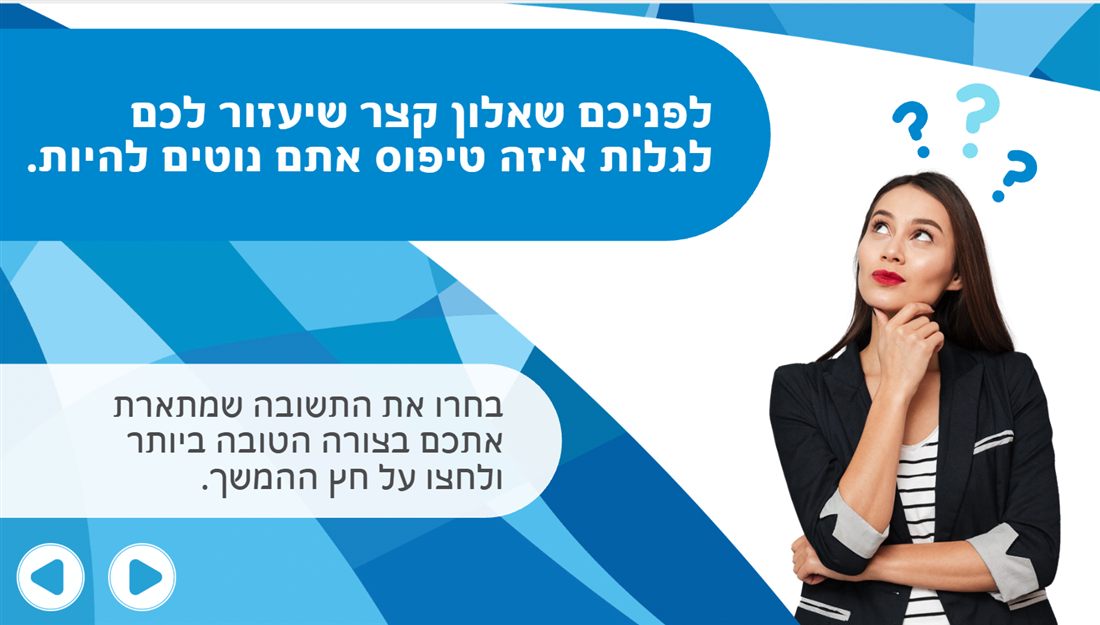 לפניכם שאלון קצר שיעזור לכם
לגלות איזה טיפוס אתם נוטים להיות.
בחרו את התשובה שמתארת
אתכם בצורה הטובה ביותר
ולחצו על חץ ההמשך.